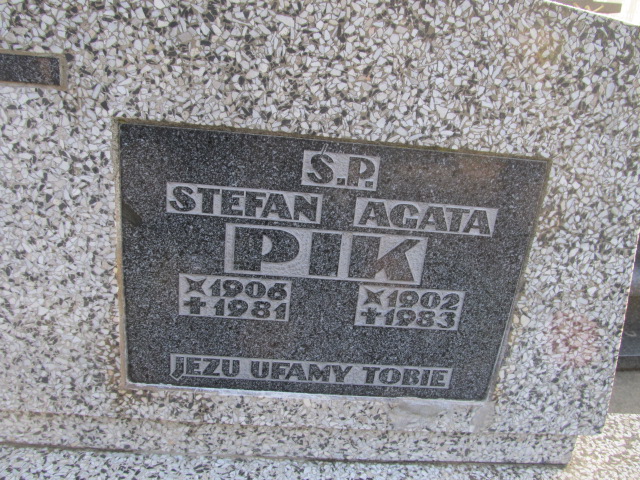 Ś.P.
STEFAN AGATA
PIK
*1906 *1902
✝1981 ✝1983
JEZU UFAMY TOBIE